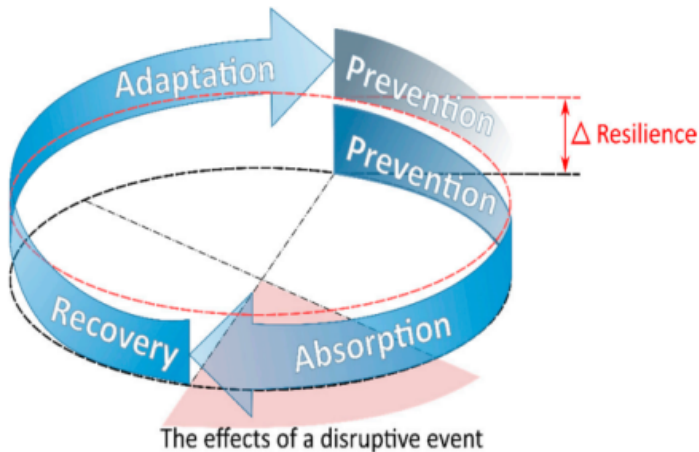 Adaptation
Prevention
Prevention
Δ Resilience
Recovery
Absorption
The effects of a disruptive event